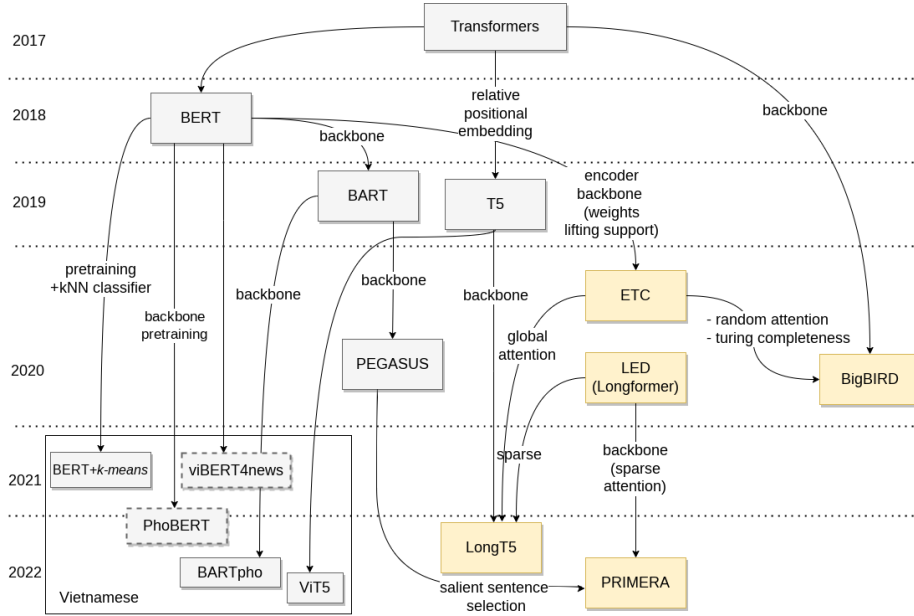 2017
Transformers
2018
BERT
relative
positional
embedding
backbone
backbone
2019
BART
T5
encoder
backbone
(weights
lifting support)
pretraining
+kNN classifier
backbone
pretraining
backbone
backbone
backbone
ETC
global
attention
- random attention
- turing completeness
2020
PEGASUS
LED
(Longformer)
BigBIRD
2021
BERT+k-means
viBERT4news
sparse
backbone
(sparse
attention)
PhoBERT
2022
BARTpho
ViT5
LongT5
PRIMERA
salient sentence
selection
Vietnamese